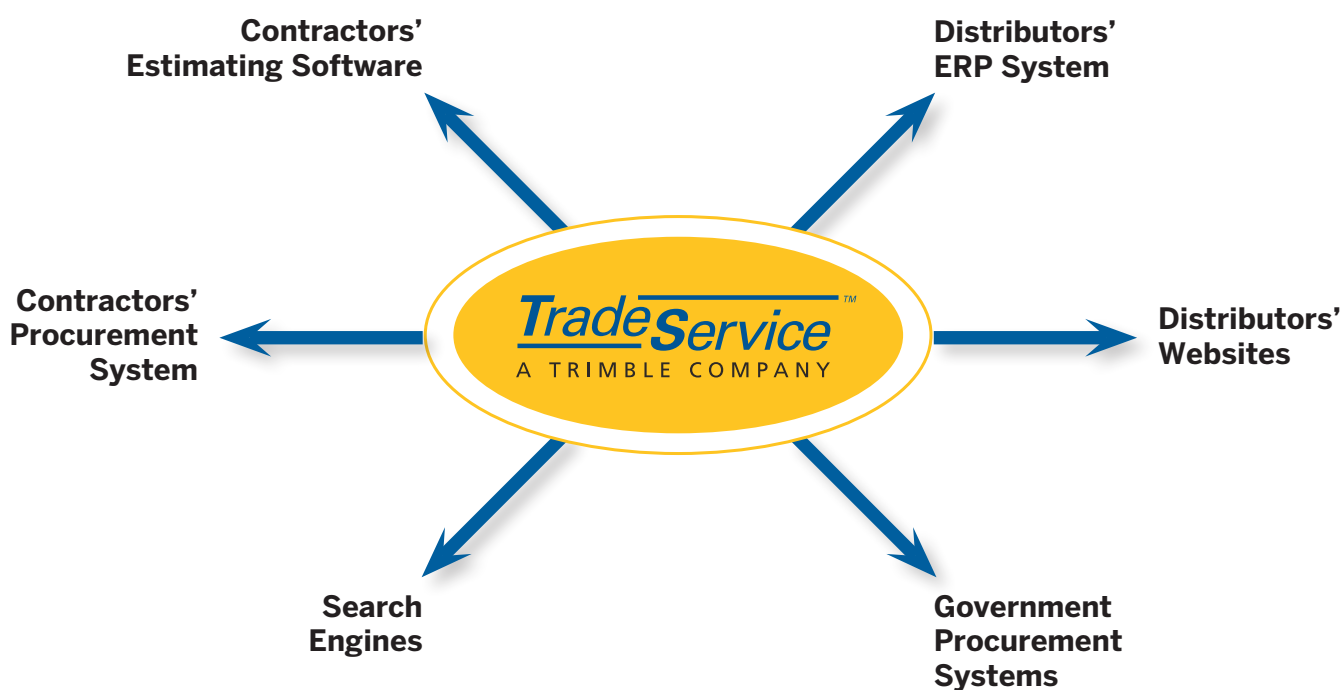 Contractors’
Estimating Software
Distributors’
ERP System
Contractors’
Procurement
System
TradeService™
A TRIMBLE COMPANY
Distributors’
Websites
Search
Engines
Government
Procurement
Systems